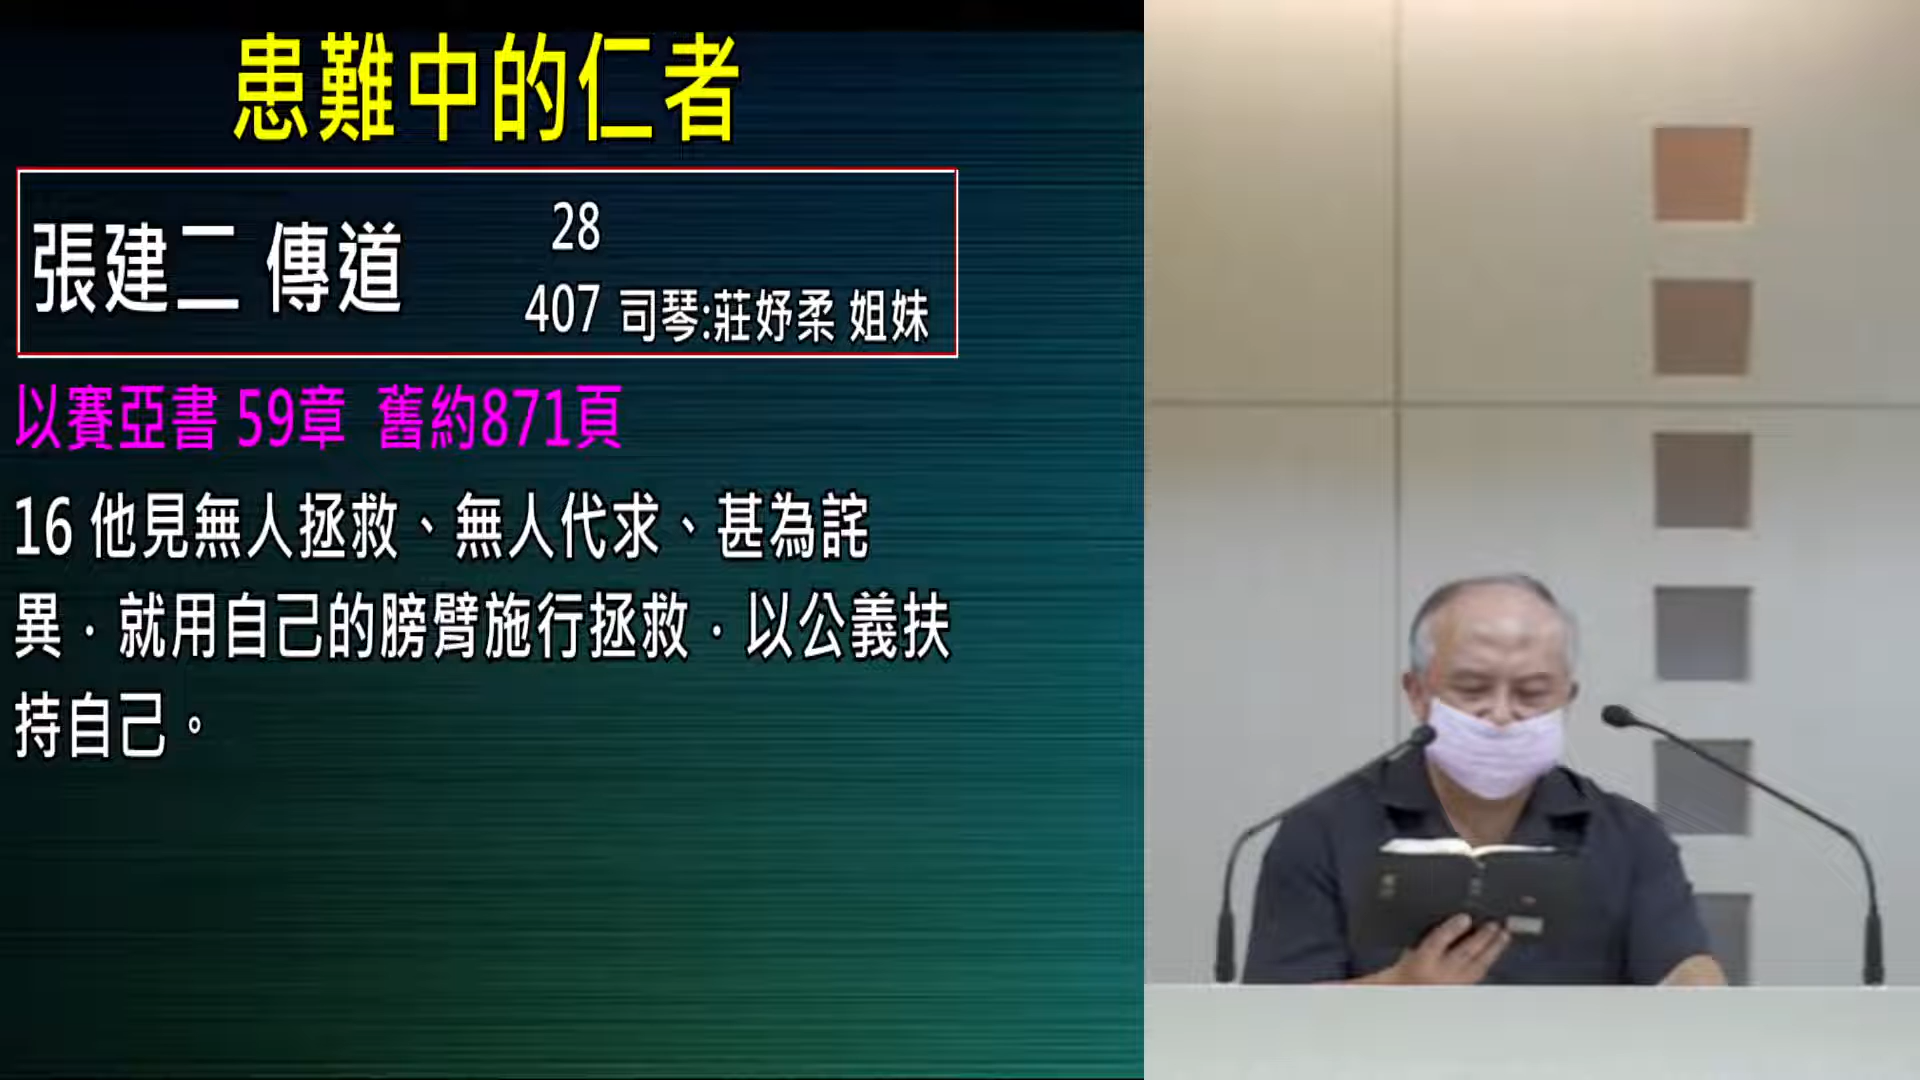 患難中的仁者
張建二 傳道
28
407 司琴:莊妤柔 姐妹
以賽亞書 59章 舊約871頁
16 他見無人拯救、無人代求、甚為詫
異．就用自己的膀臂施行拯救．以公義扶
持自己。